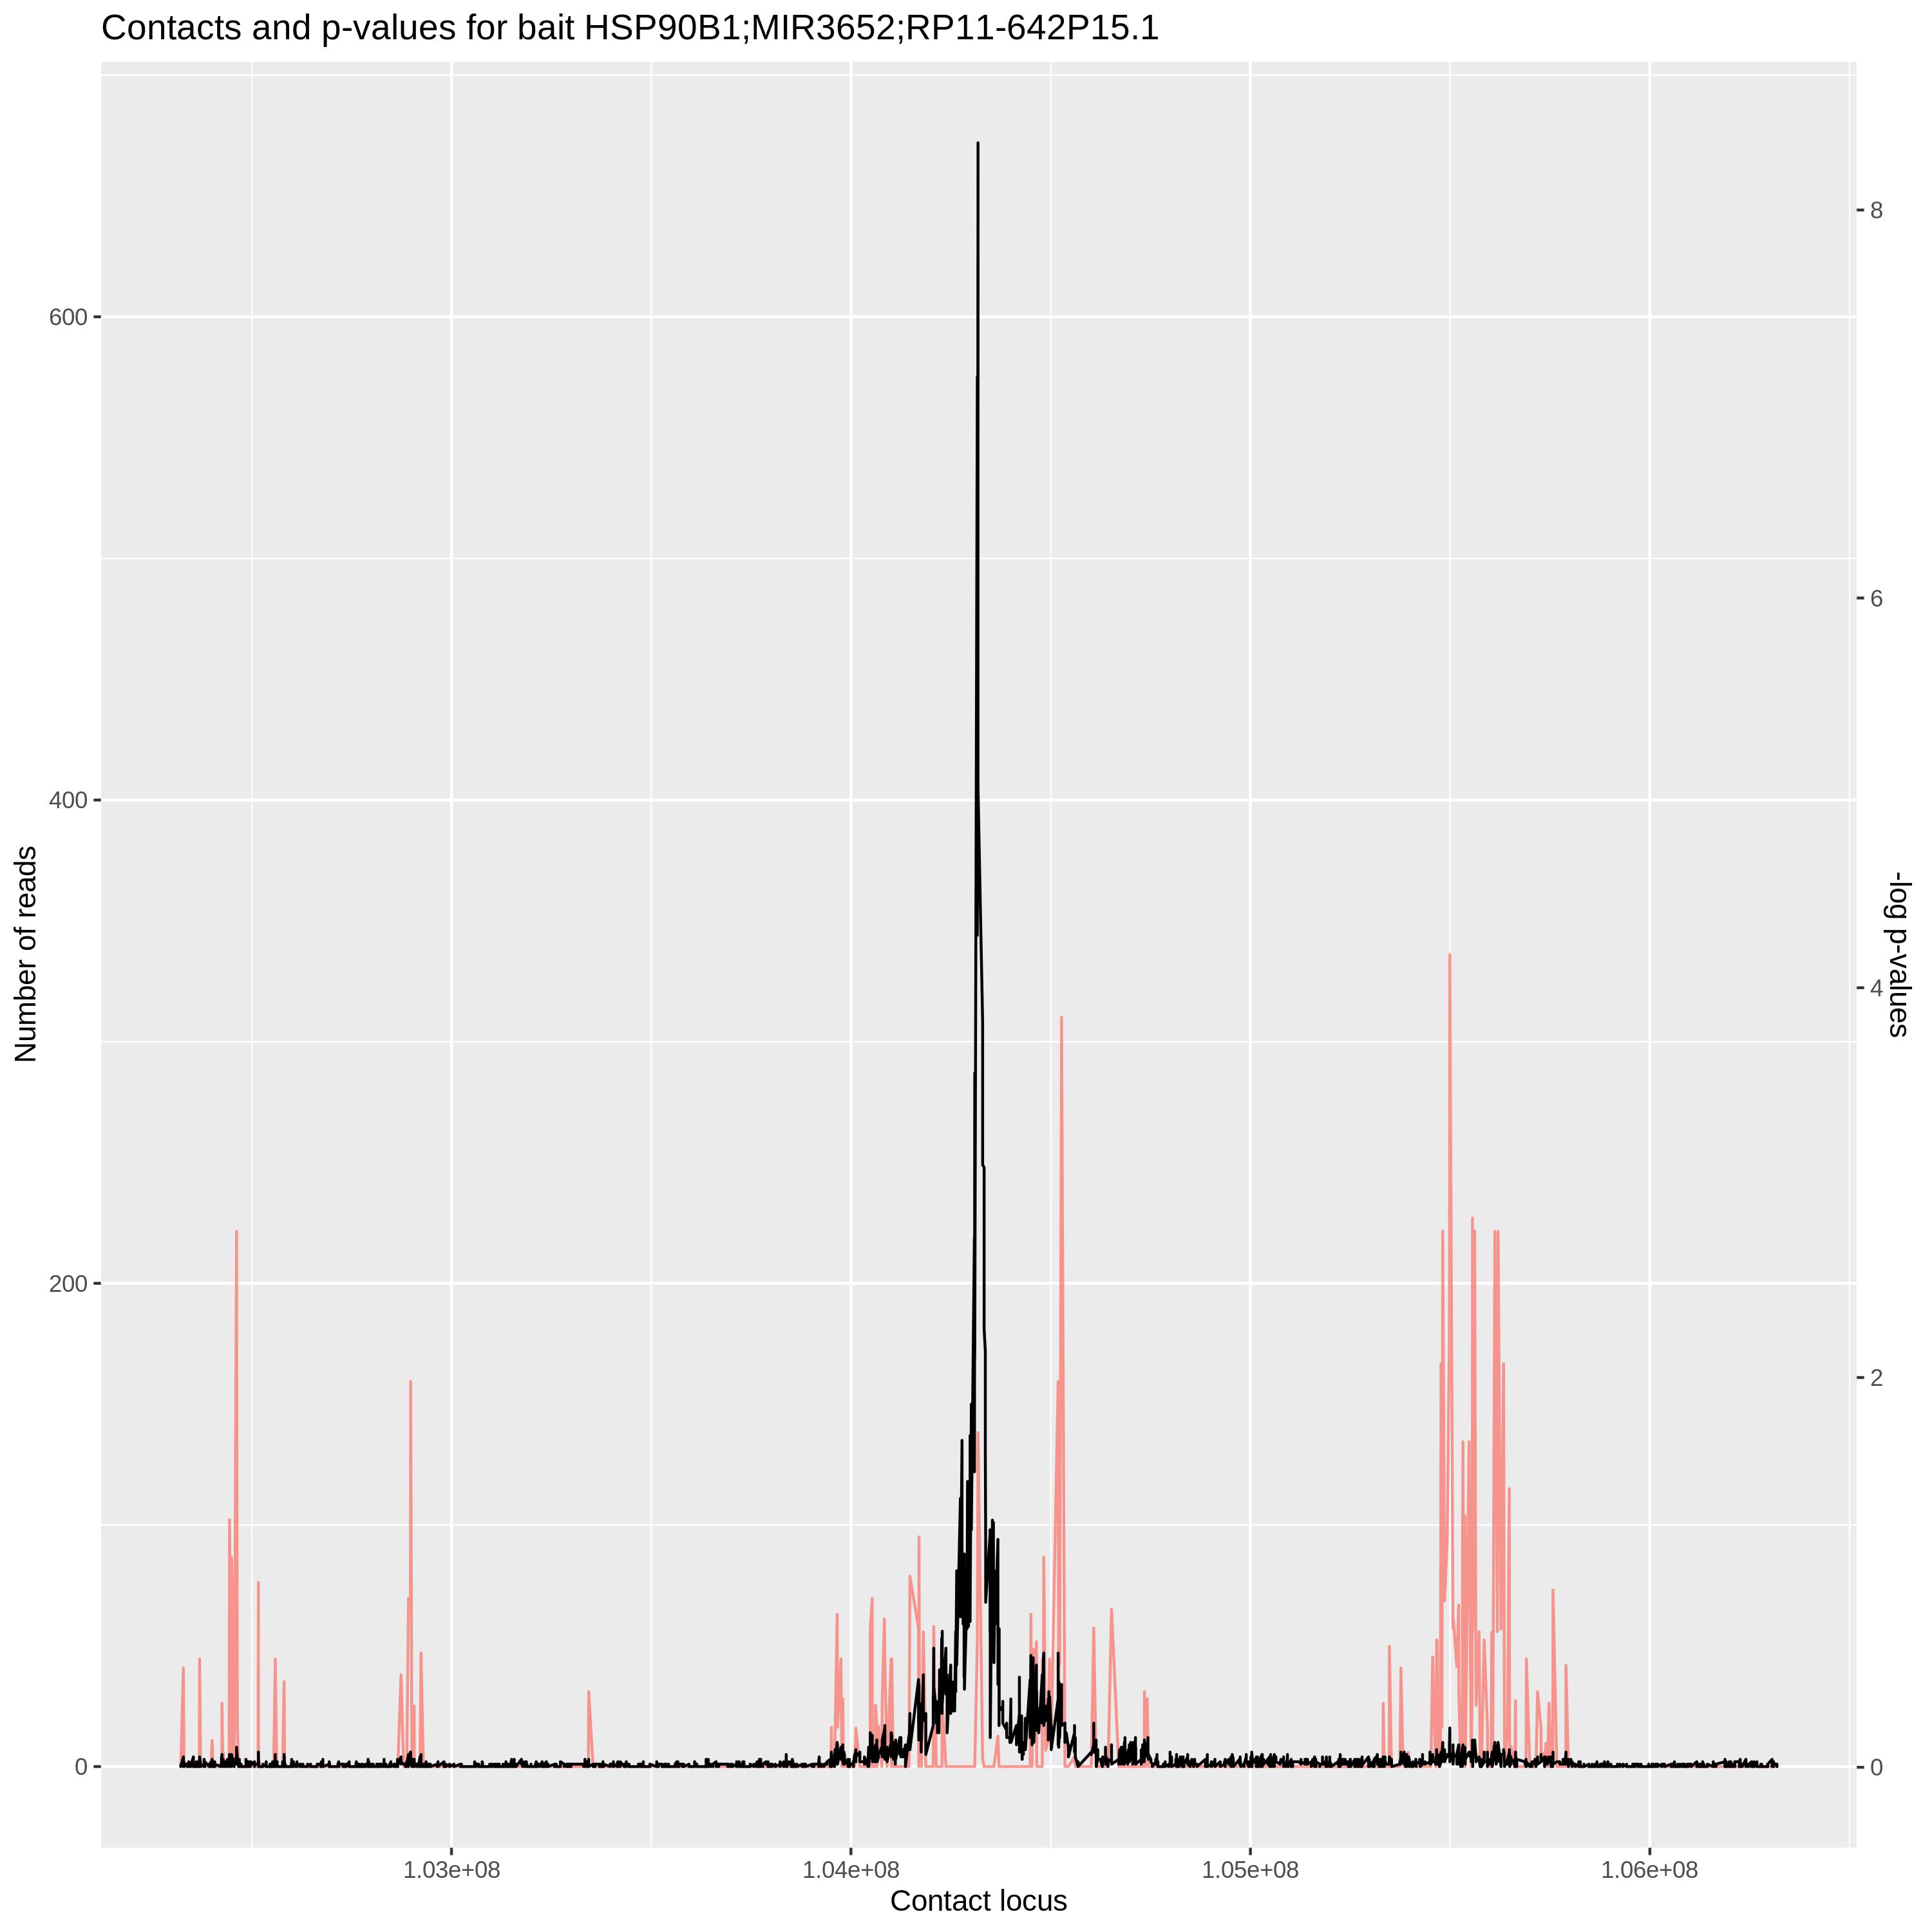 Contacts and p-values for bait HSP90B1;MIR3652;RP11-642P15.1
Number of reads
600
400
200
0
8
6
4
2
0
-log p-values
1.03e+08
1.04e+08
1.05e+08
1.06e+08
Contact locus